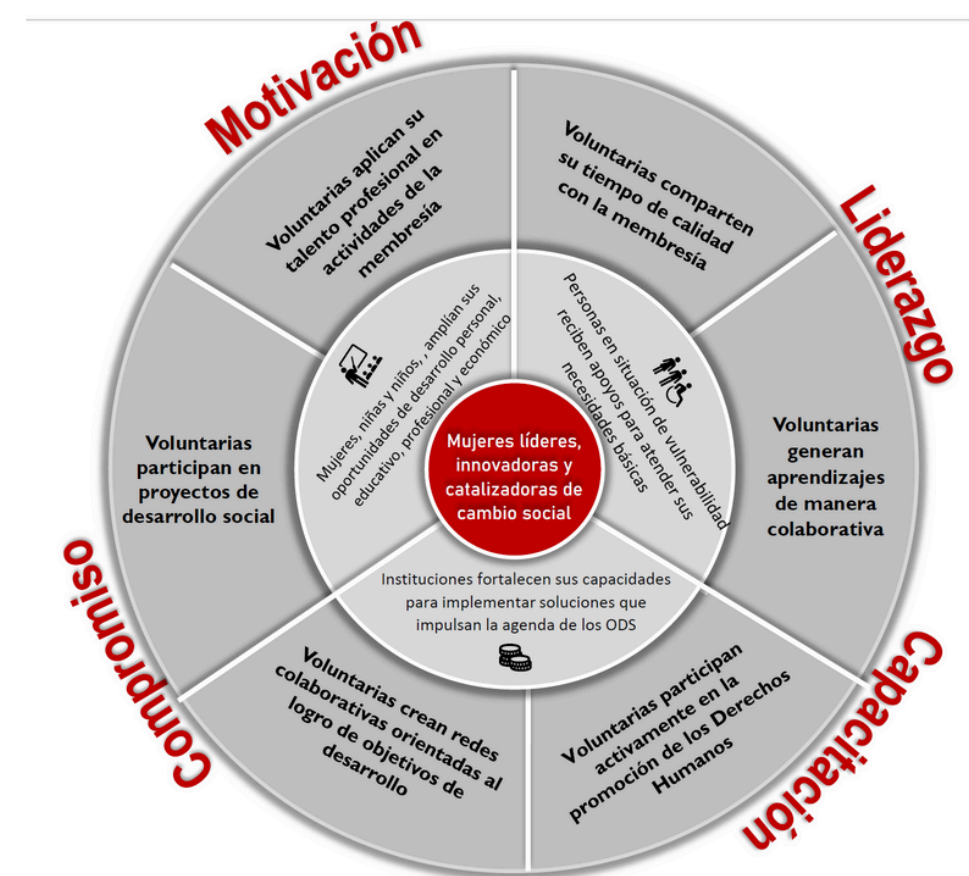 Motivación
Liderazgo
Capacitación
Compromiso
Voluntarias aplican su
talento profesional en
actividades de la
membresía
Voluntarias comparten
su tiempo de calidad
con la membresía
Voluntarias
generan
aprendizajes
de manera
colaborativa
Voluntarias participan
activamente en la
promoción de los Derechos
Humanos
Voluntarias crean redes
colaborativas orientadas al
logro de objetivos de
desarrollo
Voluntarias
participan en
proyectos de
desarrollo social
Mujeres, niñas y niños, , amplían sus
oportunidades de desarrollo personal,
educativo, profesional y económico
Personas en situación de vulnerabilidad
reciben apoyos para atender sus
necesidades básicas
Instituciones fortalecen sus capacidades
para implementar soluciones que
impulsan la agenda de los ODS
Mujeres líderes,
innovadoras y
catalizadoras de
cambio social